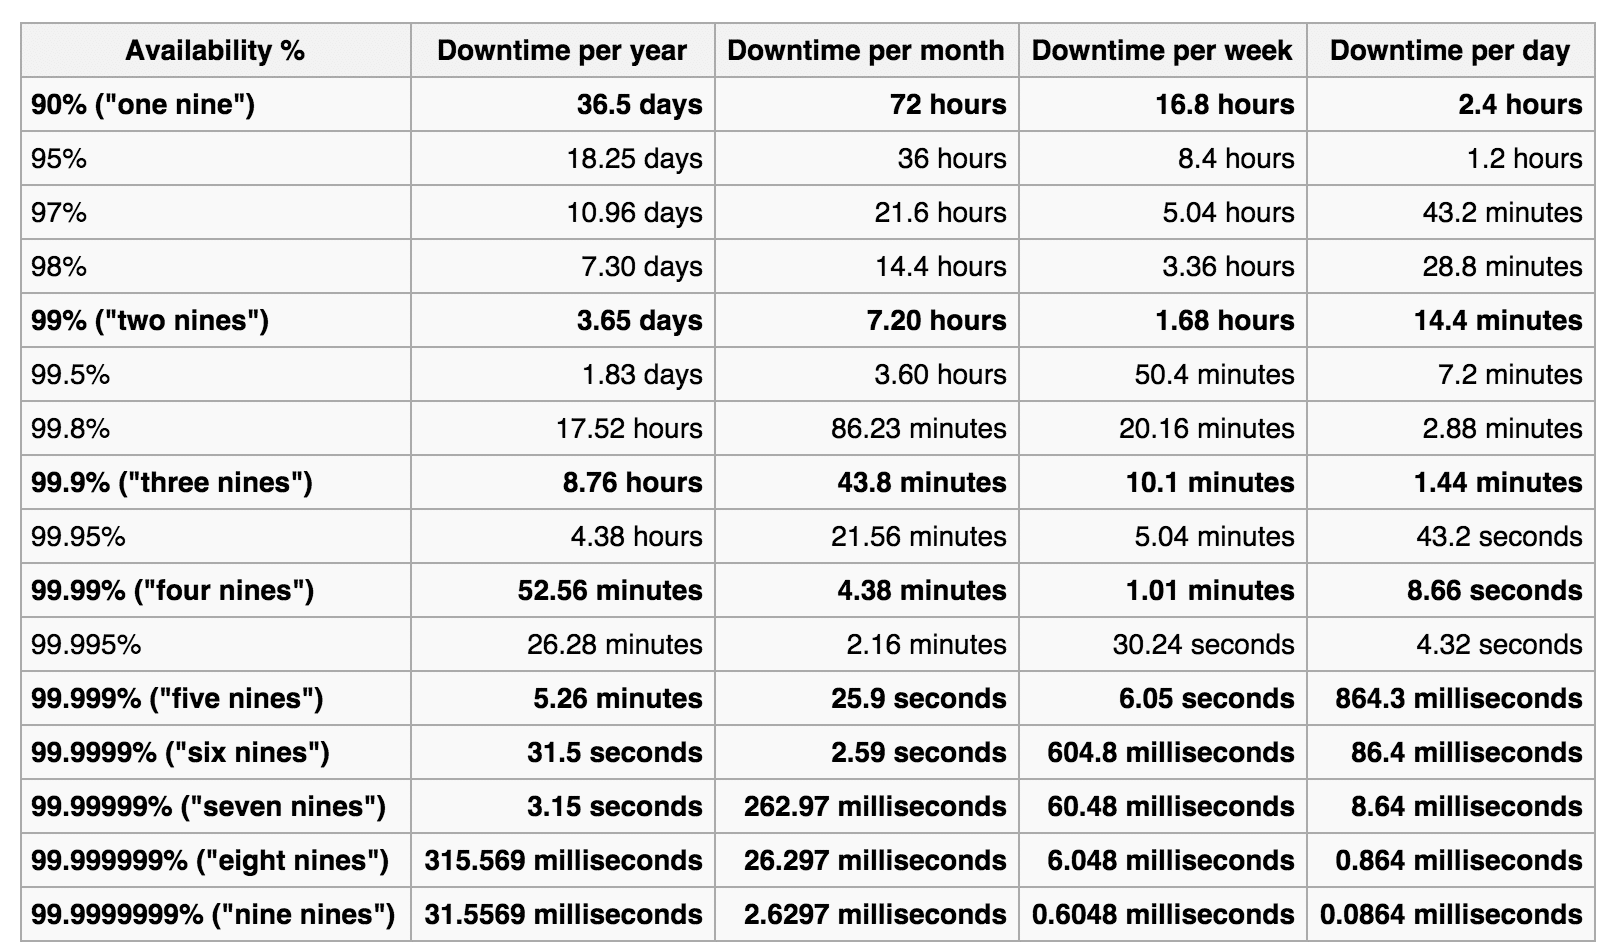 Availability % Downtime per year Downtime per month Downtime per week Downtime per day
90% ("one nine") 36.5 days 72 hours 16.8 hours 2.4 hours
95% 18.25 days 36 hours 8.4 hours 1.2 hours
97% 10.96 days 21.6 hours 5.04 hours 43.2 minutes
98% 7.30 days 14.4 hours 3.36 hours 28.8 minutes
99% ("two nines") 3.65 days 7.20 hours 1.68 hours 14.4 minutes
99.5% 1.83 days 3.60 hours 50.4 minutes 7.2 minutes
99.8% 17.52 hours 86.23 minutes 20.16 minutes 2.88 minutes
99.9% ("three nines") 8.76 hours 43.8 minutes 10.1 minutes 1.44 minutes
99.95% 4.38 hours 21.56 minutes 5.04 minutes 43.2 seconds
99.99% ("four nines") 52.56 minutes 4.38 minutes 1.01 minutes 8.66 seconds
99.995% 26.28 minutes 2.16 minutes 30.24 seconds 4.32 seconds
99.999% ("five nines") 5.26 minutes 25.9 seconds 6.05 seconds 864.3 milliseconds
99.9999% ("six nines") 31.5 seconds 2.59 seconds 604.8 milliseconds 86.4 milliseconds
99.99999% ("seven nines") 3.15 seconds 262.97 milliseconds 60.48 milliseconds 8.64 milliseconds
99.999999% ("eight nines") 315.569 milliseconds 26.297 milliseconds 6.048 milliseconds 0.864 milliseconds
99.9999999% ("nine nines") 31.5569 milliseconds 2.6297 milliseconds 0.6048 milliseconds 0.0864 milliseconds